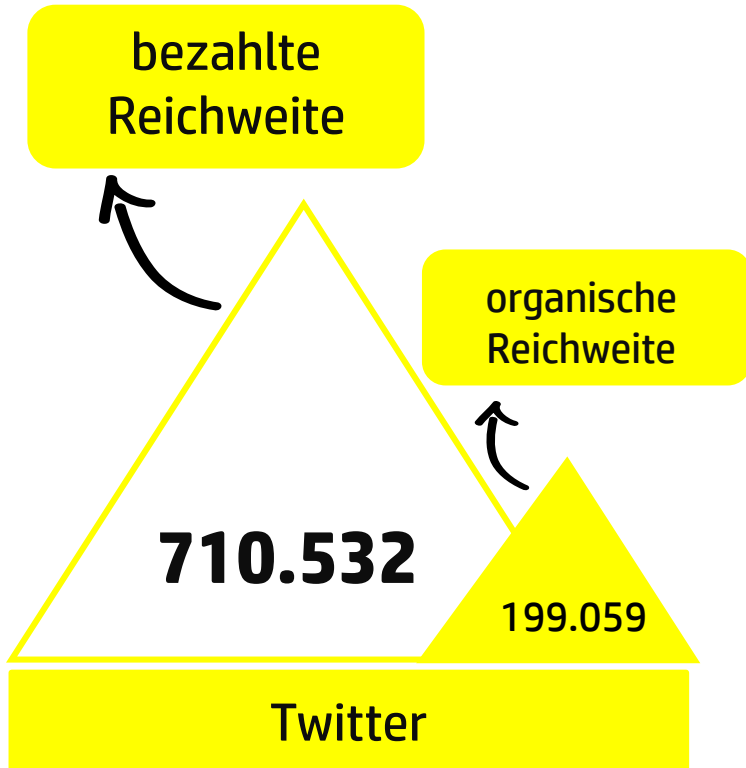 bezahlte
Reichweite
organische
Reichweite
710.532
199.059
Twitter